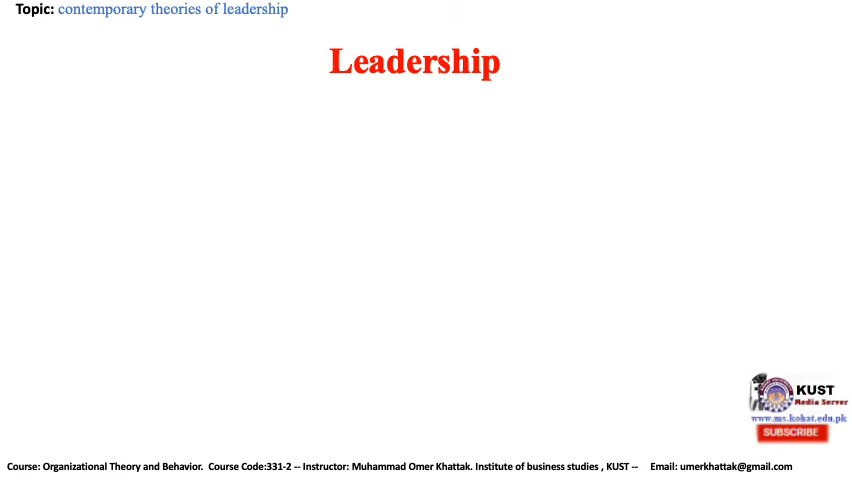 Topic: contemporary theories of leadership
Leadership
KUST
Media Server
www.ms.kohat.edu.pk
SUBSCRIBE
Course: Organizational Theory and Behavior. Course Code:331-2 -- Instructor: Muhammad Omer Khattak. Institute of business studies , KUST -- Email: umerkhattak@gmail.com